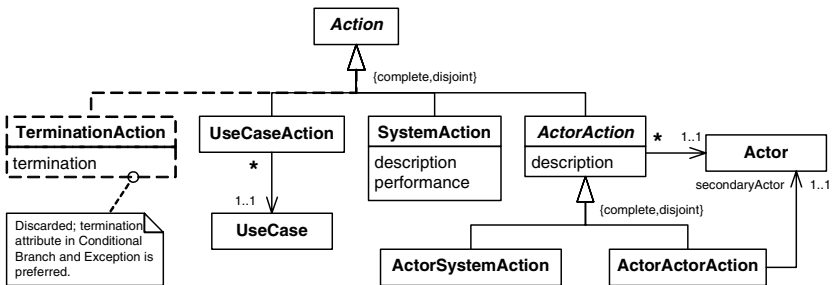 Action
{complete,disjoint}
TerminationAction
termination
UseCaseAction
SystemAction
description
performance
ActorAction
description
*
1..1
Actor
*
1..1
UseCase
secondaryActor
1..1
Discarded; termination
attribute in Conditional
Branch and Exception is
preferred.
{complete,disjoint}
ActorSystemAction
ActorActorAction